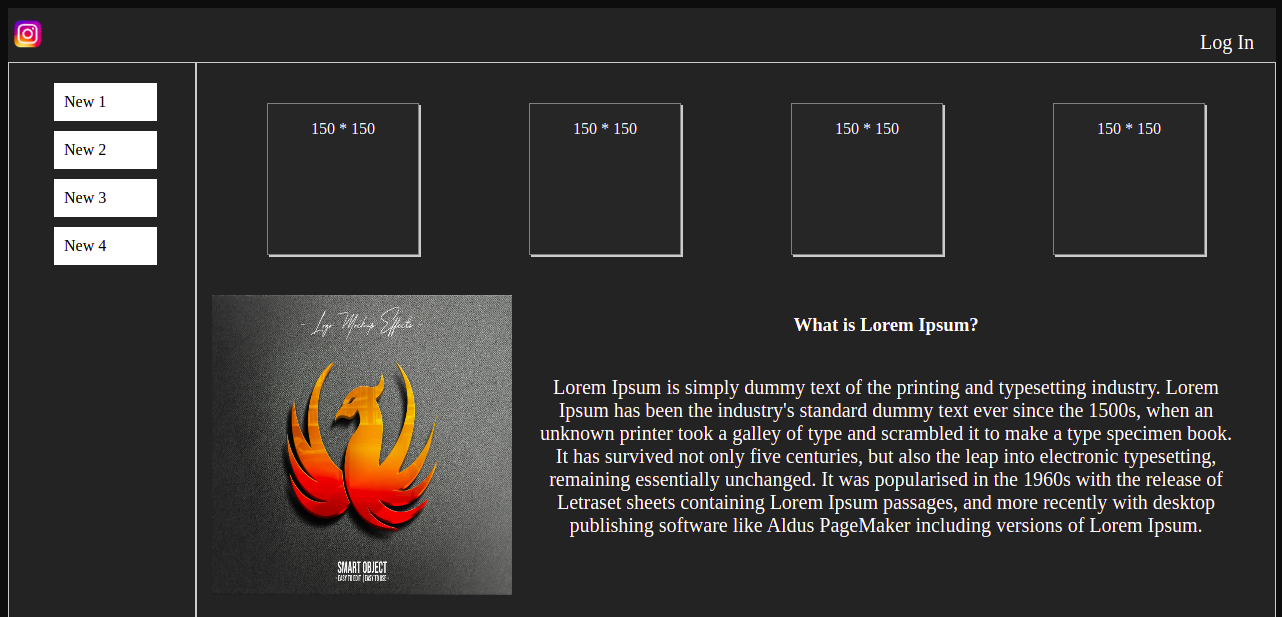 Log In
New 1
New 2
New 3
New 4
150 * 150
150 * 150
150 * 150
150 * 150
- Logo Mockup Effects -
SMART OBJECT
- EASY TO EDIT | EASY TO USE -
What is Lorem Ipsum?
Lorem Ipsum is simply dummy text of the printing and typesetting industry. Lorem
Ipsum has been the industry's standard dummy text ever since the 1500s, when an
unknown printer took a galley of type and scrambled it to make a type specimen book.
It has survived not only five centuries, but also the leap into electronic typesetting,
remaining essentially unchanged. It was popularised in the 1960s with the release of
Letraset sheets containing Lorem Ipsum passages, and more recently with desktop
publishing software like Aldus PageMaker including versions of Lorem Ipsum.